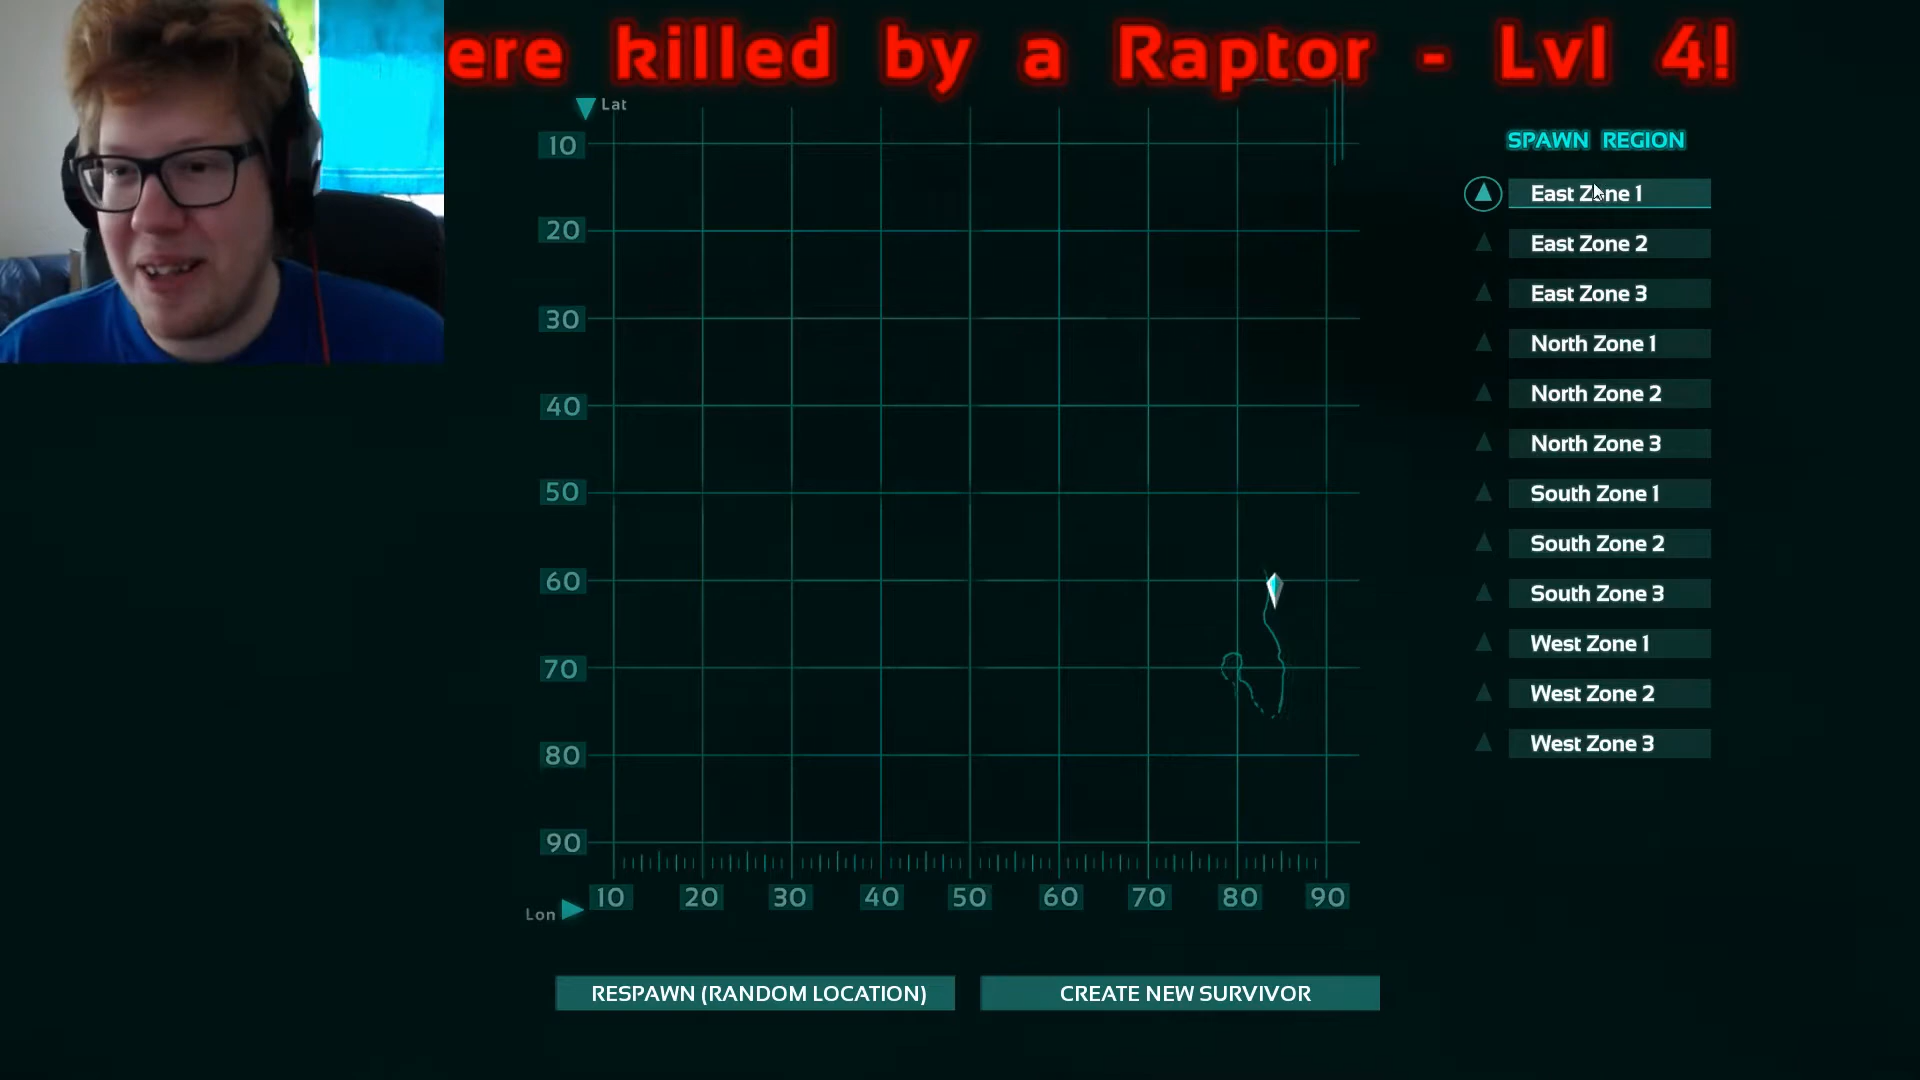 ere killed by a Raptor - Lvl 4!
Lat
10
20
30
40
50
60
70
80
90
Lon
10 20 30 40 50 60 70 80 90
SPAWN REGION
East Zone 1
East Zone 2
East Zone 3
North Zone 1
North Zone 2
North Zone 3
South Zone 1
South Zone 2
South Zone 3
West Zone 1
West Zone 2
West Zone 3
RESPAWN (RANDOM LOCATION)
CREATE NEW SURVIVOR